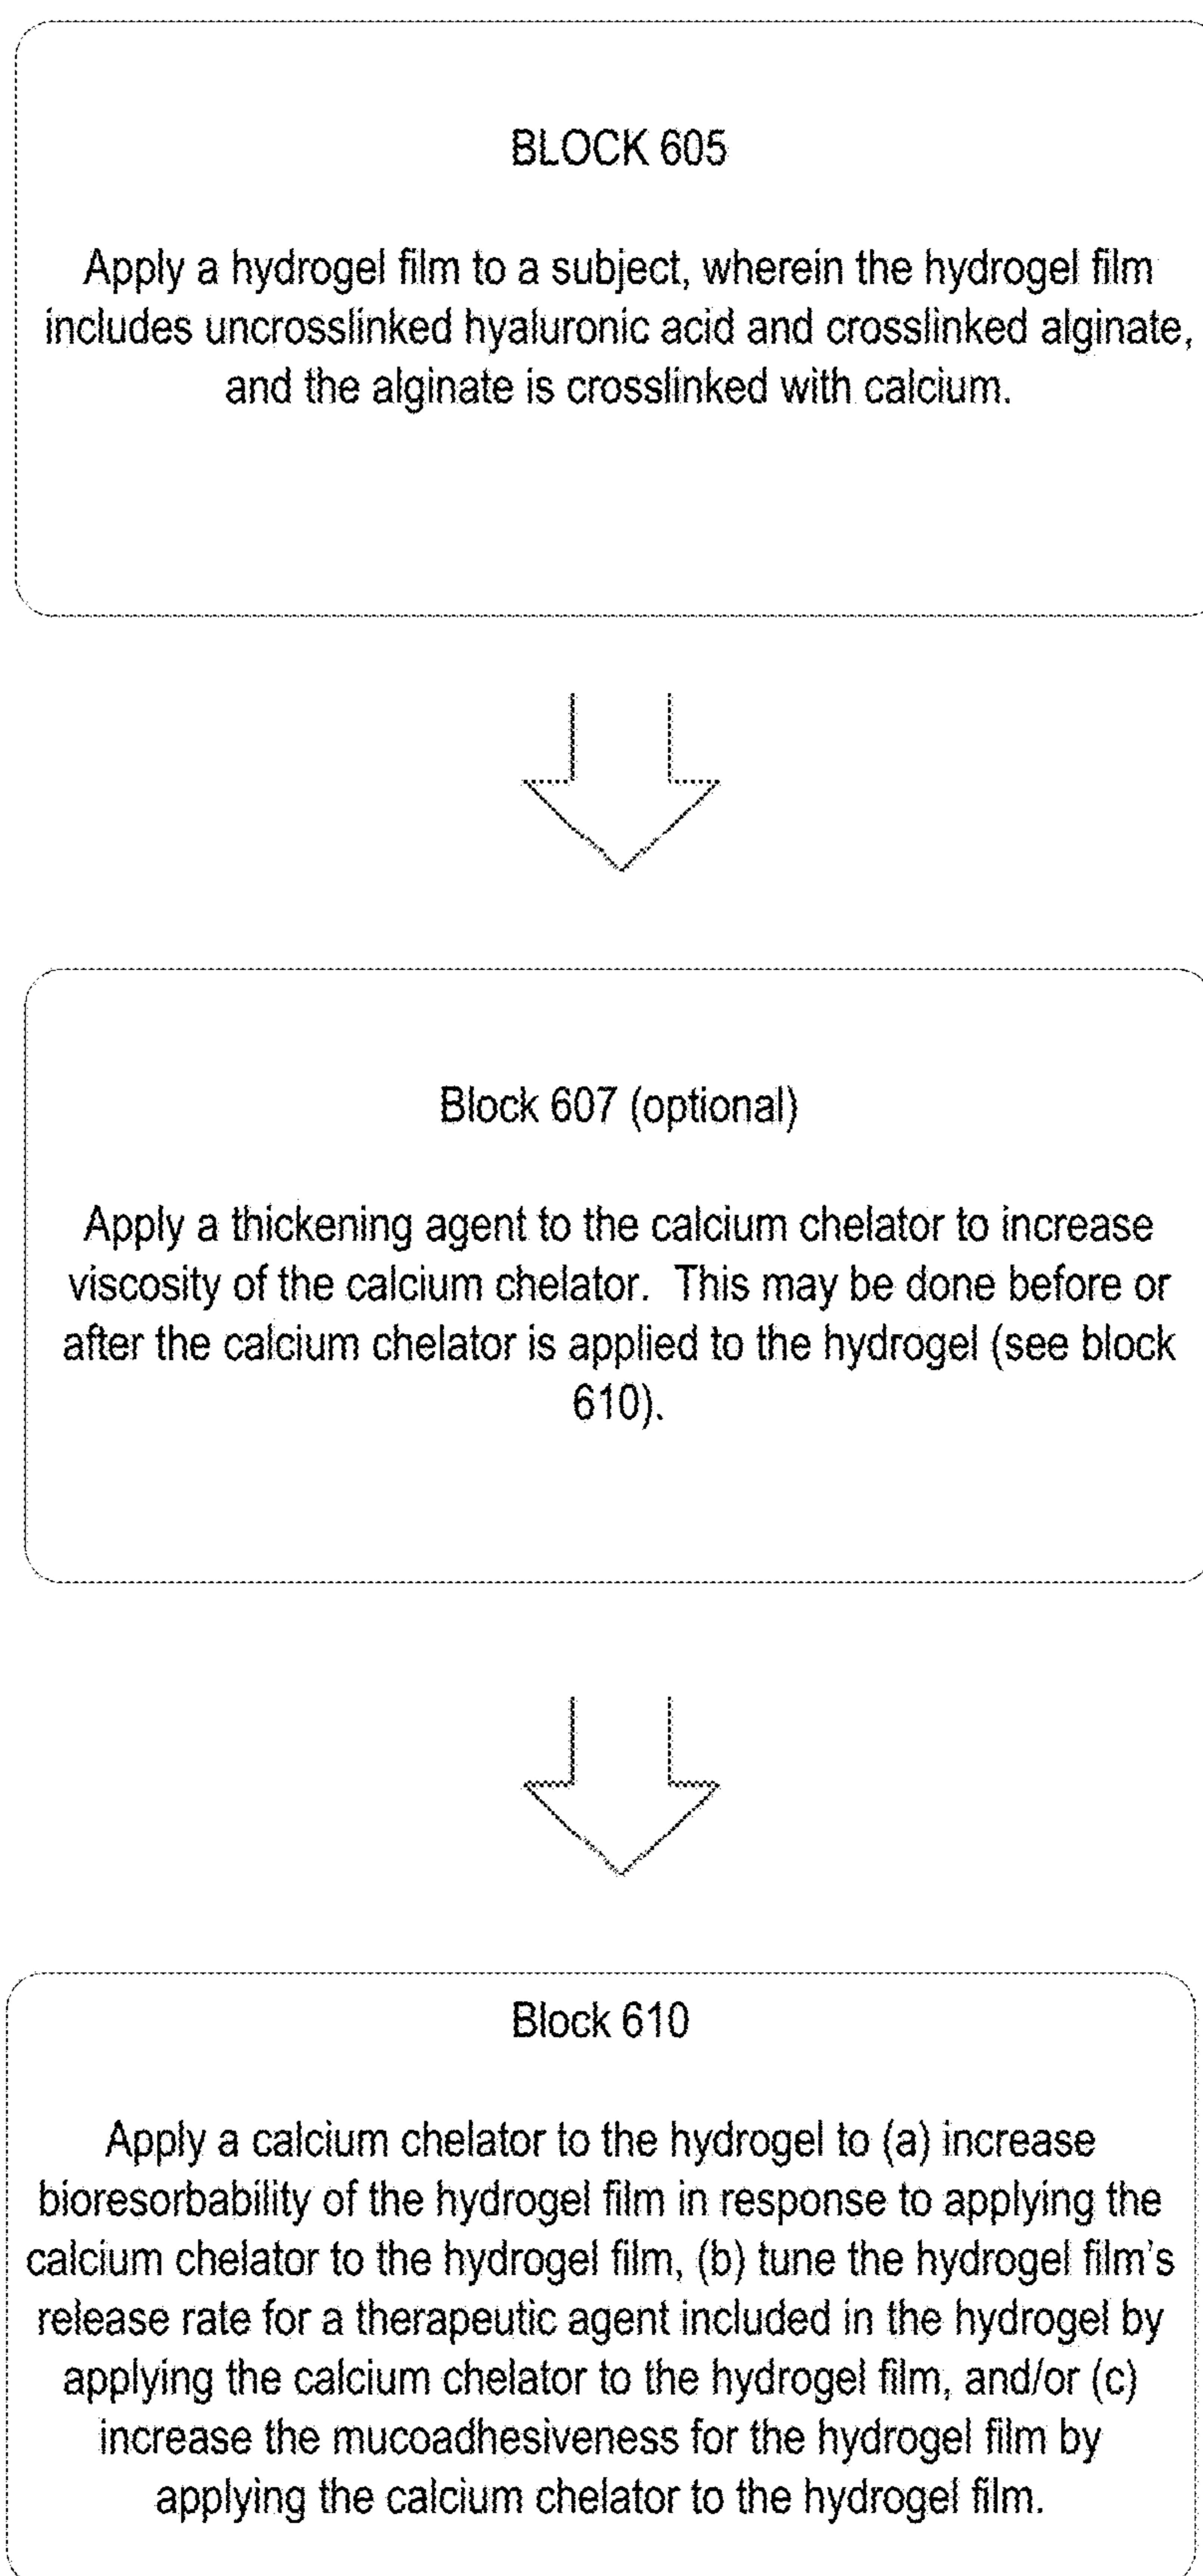 BLOCK 605
Apply a hydrogel film to a subject, wherein the hydrogel film
includes uncrosslinked hyaluronic acid and crosslinked alginate,
and the alginate is crosslinked with calcium.
Block 607 (optional)
Apply a thickening agent to the calcium chelator to increase
viscosity of the calcium chelator.  This may be done before or
after the calcium chelator is applied to the hydrogel (see block
610).
Block 610
Apply a calcium chelator to the hydrogel to (a) increase
bioresorbability of the hydrogel film in response to applying the
calcium chelator to the hydrogel film, (b) tune the hydrogel film's
release rate for a therapeutic agent included in the hydrogel by
applying the calcium chelator to the hydrogel film, and/or (c)
increase the mucoadhesiveness for the hydrogel film by
applying the calcium chelator to the hydrogel film.